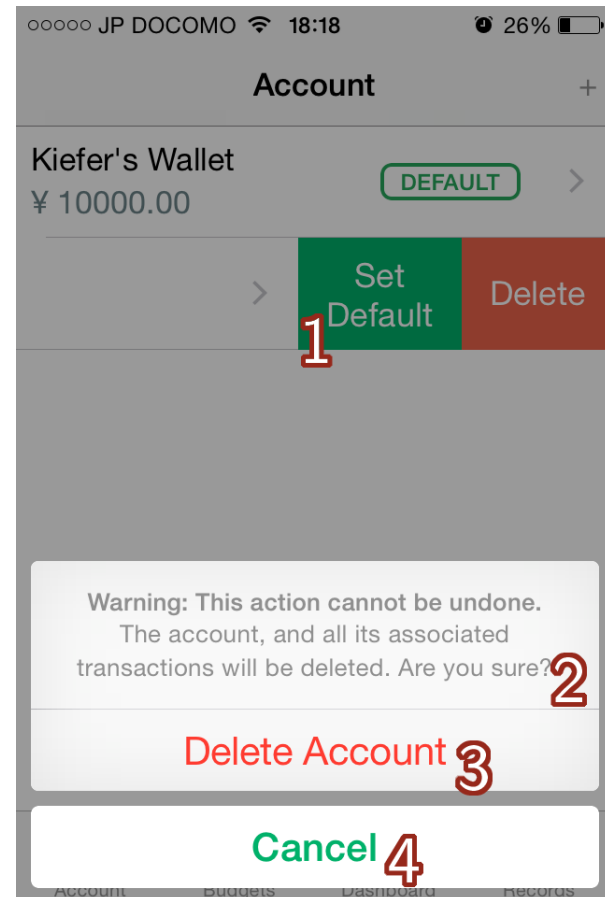 JP DOCOMO 18:18 26%
Account +
Kiefer's Wallet
¥ 10000.00
DEFAULT
Set
Default
Delete
1
Warning: This action cannot be undone.
The account, and all its associated
transactions will be deleted. Are you sure?
2
Delete Account
3
Cancel
4
Account Budgets Dashboard Records